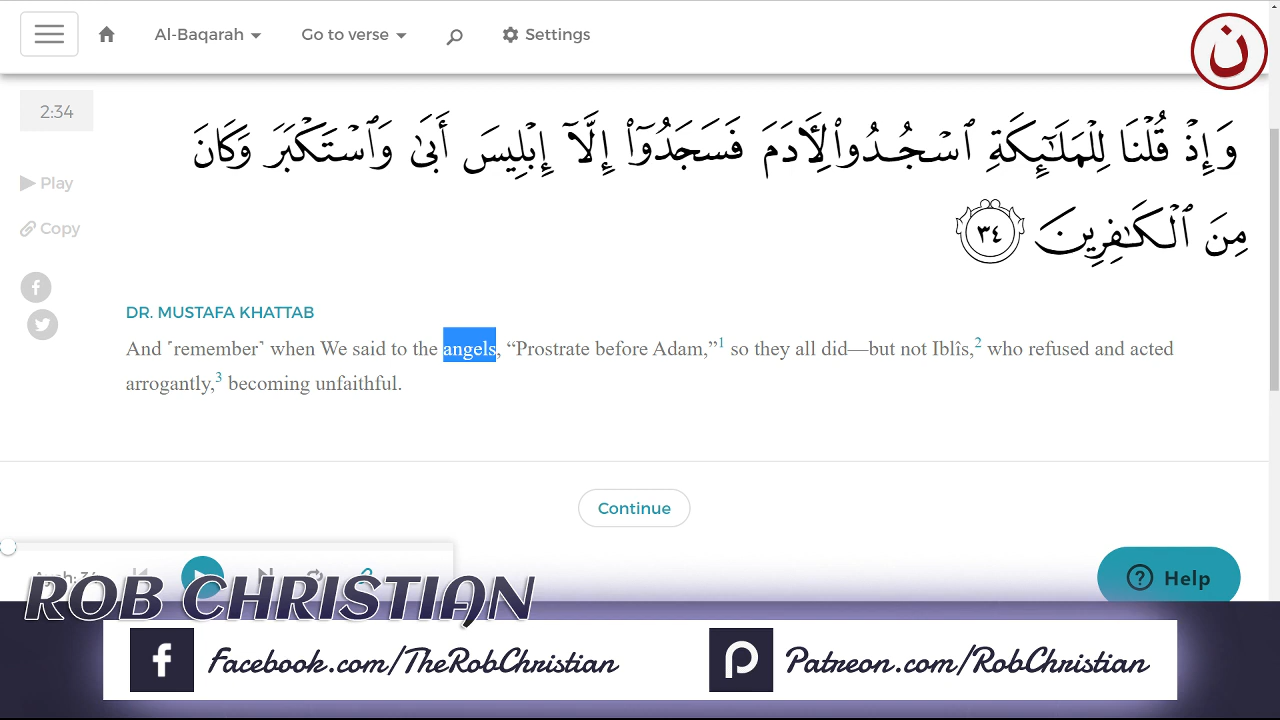 Al-Baqarah
Go to verse
Settings
ن
2:34
وَإِذْ قُلْنَا لِلْمَلَـٰٓئِكَةِ ٱسْجُدُوا۟ لِـَٔادَمَ فَسَجَدُوٓا۟ إِلَّآ إِبْلِيسَ أَبَىٰ وَٱسْتَكْبَرَ وَكَانَ
مِنَ ٱلْكَـٰفِرِينَ ٣٤
Play
Copy
DR. MUSTAFA KHATTAB
And ˹remember˺ when We said to the angels, “Prostrate before Adam,”1 so they all did—but not Iblîs,2 who refused and acted
arrogantly,3 becoming unfaithful.
Continue
Ayah: 34
Help
ROB CHRISTIAN
Facebook.com/TheRobChristian
Patreon.com/RobChristian